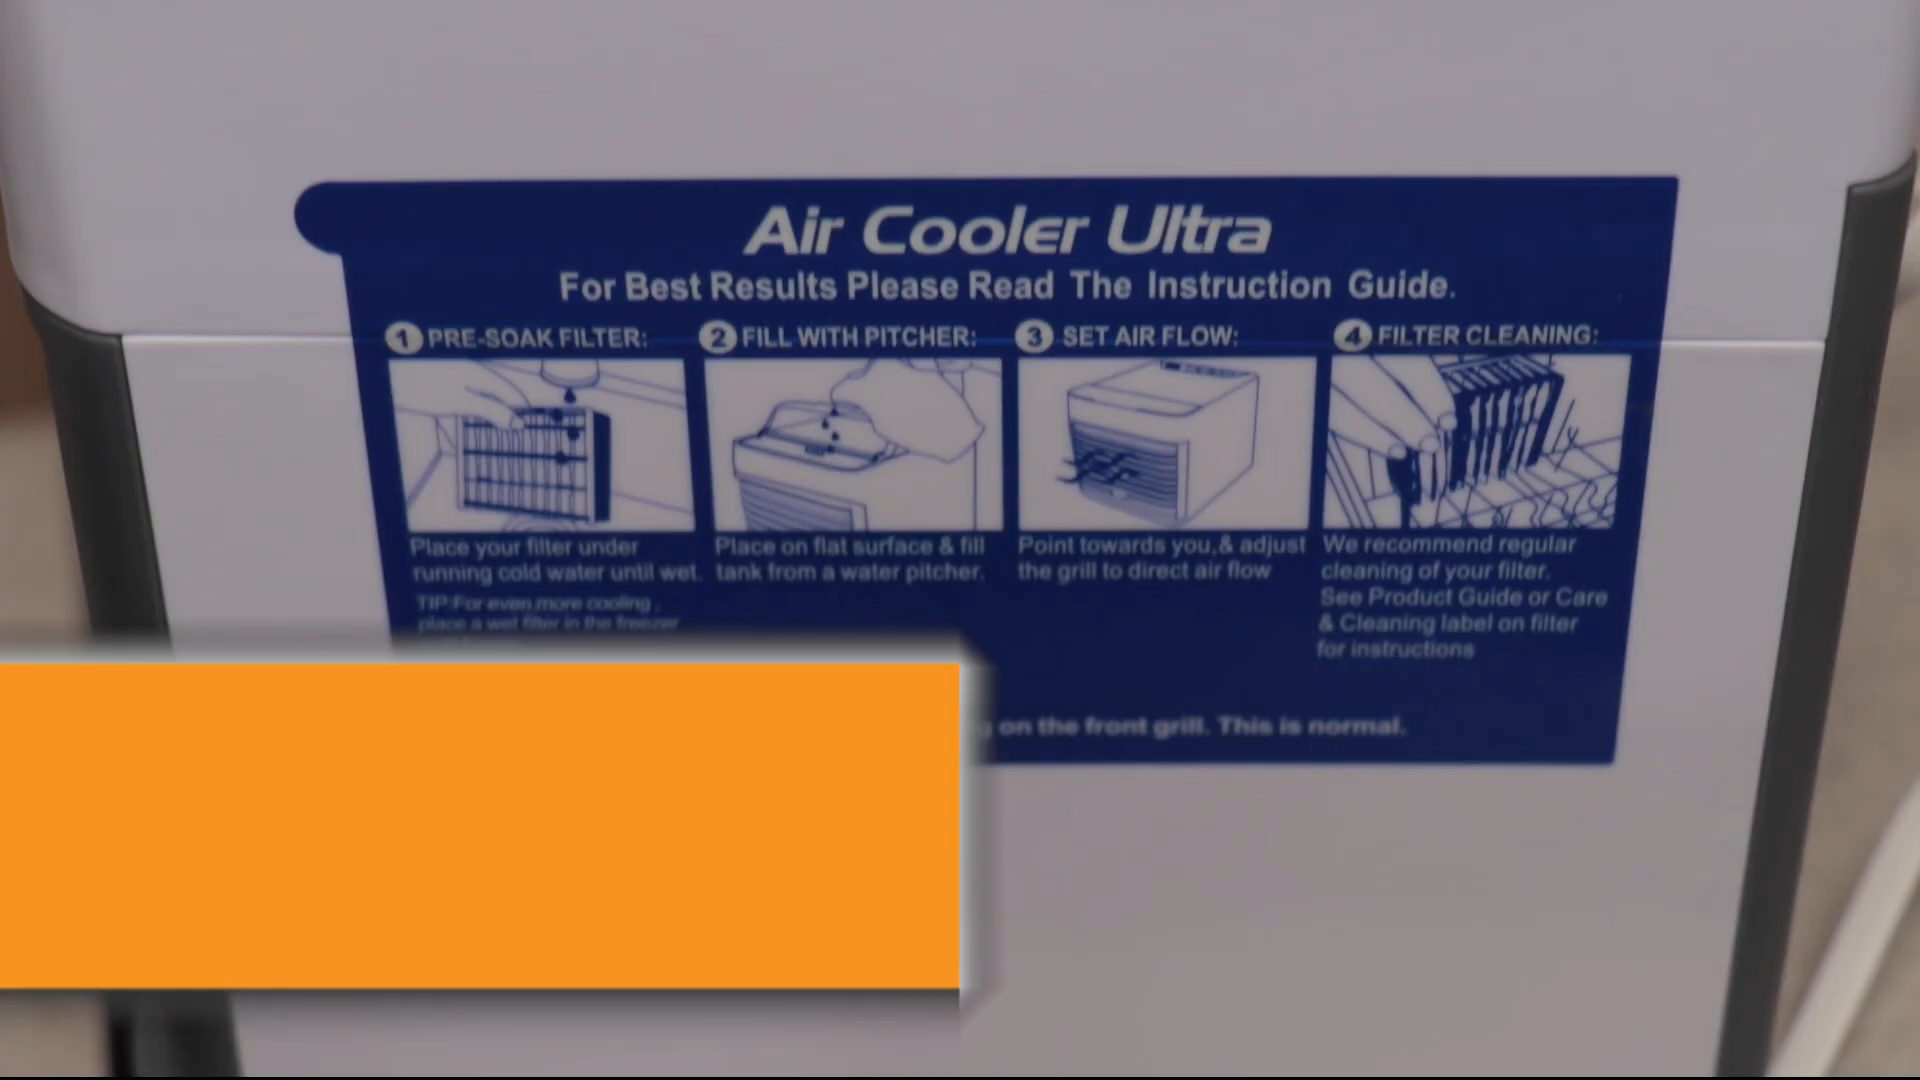 Air Cooler Ultra
For Best Results Please Read The Instruction Guide.
1 PRE-SOAK FILTER:
Place your filter under
running cold water until wet.
TIP:For even more cooling ,
place a wet filter in the freezer
2 FILL WITH PITCHER:
Place on flat surface & fill
tank from a water pitcher.
3 SET AIR FLOW:
Point towards you,& adjust
the grill to direct air flow
4 FILTER CLEANING:
We recommend regular
cleaning of your filter.
See Product Guide or Care
& Cleaning label on filter
for instructions
on the front grill. This is normal.